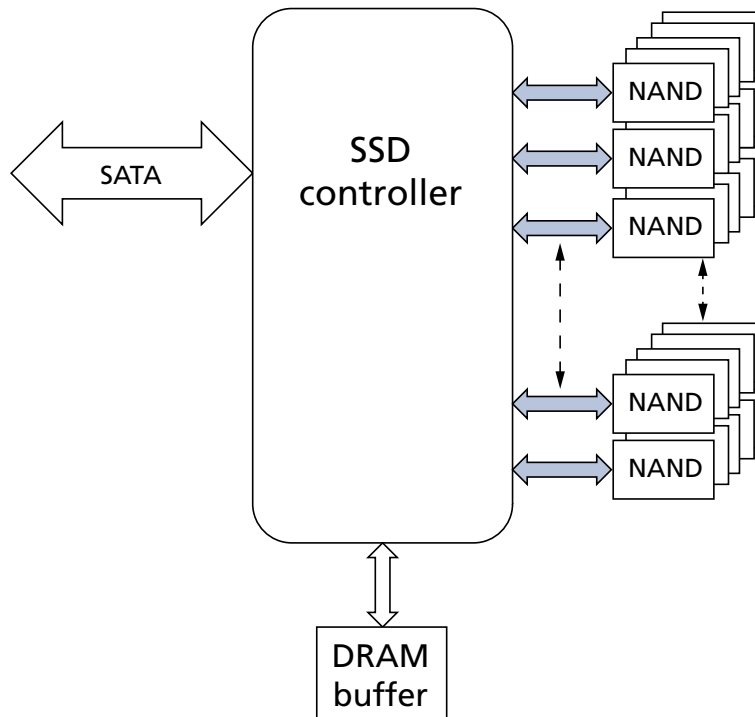 SATA
SSD
controller
NAND
NAND
NAND
NAND
NAND
DRAM
buffer